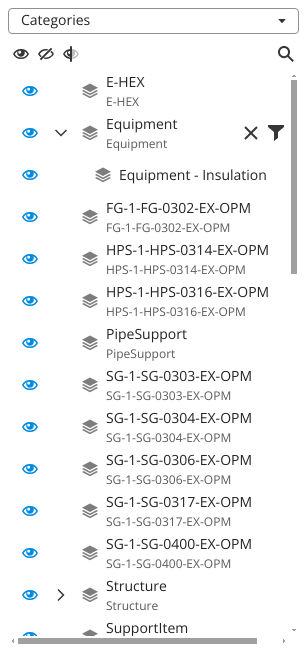 Categories
E-HEX
E-HEX
Equipment
Equipment
Equipment - Insulation
FG-1-FG-0302-EX-OPM
FG-1-FG-0302-EX-OPM
HPS-1-HPS-0314-EX-OPM
HPS-1-HPS-0314-EX-OPM
HPS-1-HPS-0316-EX-OPM
HPS-1-HPS-0316-EX-OPM
PipeSupport
PipeSupport
SG-1-SG-0303-EX-OPM
SG-1-SG-0303-EX-OPM
SG-1-SG-0304-EX-OPM
SG-1-SG-0304-EX-OPM
SG-1-SG-0306-EX-OPM
SG-1-SG-0306-EX-OPM
SG-1-SG-0317-EX-OPM
SG-1-SG-0317-EX-OPM
SG-1-SG-0400-EX-OPM
SG-1-SG-0400-EX-OPM
Structure
Structure
SupportItem